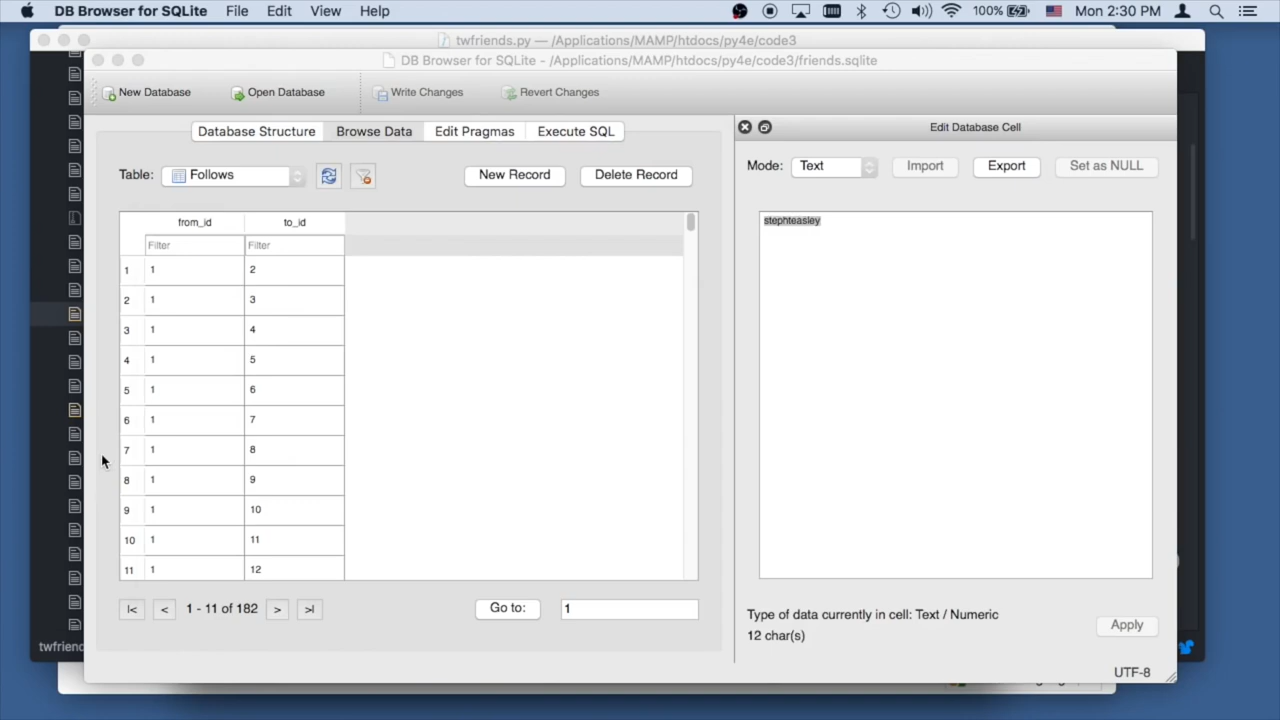 DB Browser for SQLite File Edit View Help 100% Mon 2:30 PM
twfriends.py — /Applications/MAMP/htdocs/py4e/code3
DB Browser for SQLite - /Applications/MAMP/htdocs/py4e/code3/friends.sqlite
New Database Open Database Write Changes Revert Changes
Database Structure Browse Data Edit Pragmas Execute SQL
Table: Follows New Record Delete Record
from_id to_id
Filter Filter
1 1 2
2 1 3
3 1 4
4 1 5
5 1 6
6 1 7
7 1 8
8 1 9
9 1 10
10 1 11
11 1 12
|< < 1 - 11 of 182 > >| Go to: 1
Edit Database Cell
Mode: Text Import Export Set as NULL
stephteasley
Type of data currently in cell: Text / Numeric
12 char(s)
Apply
UTF-8
twfrien